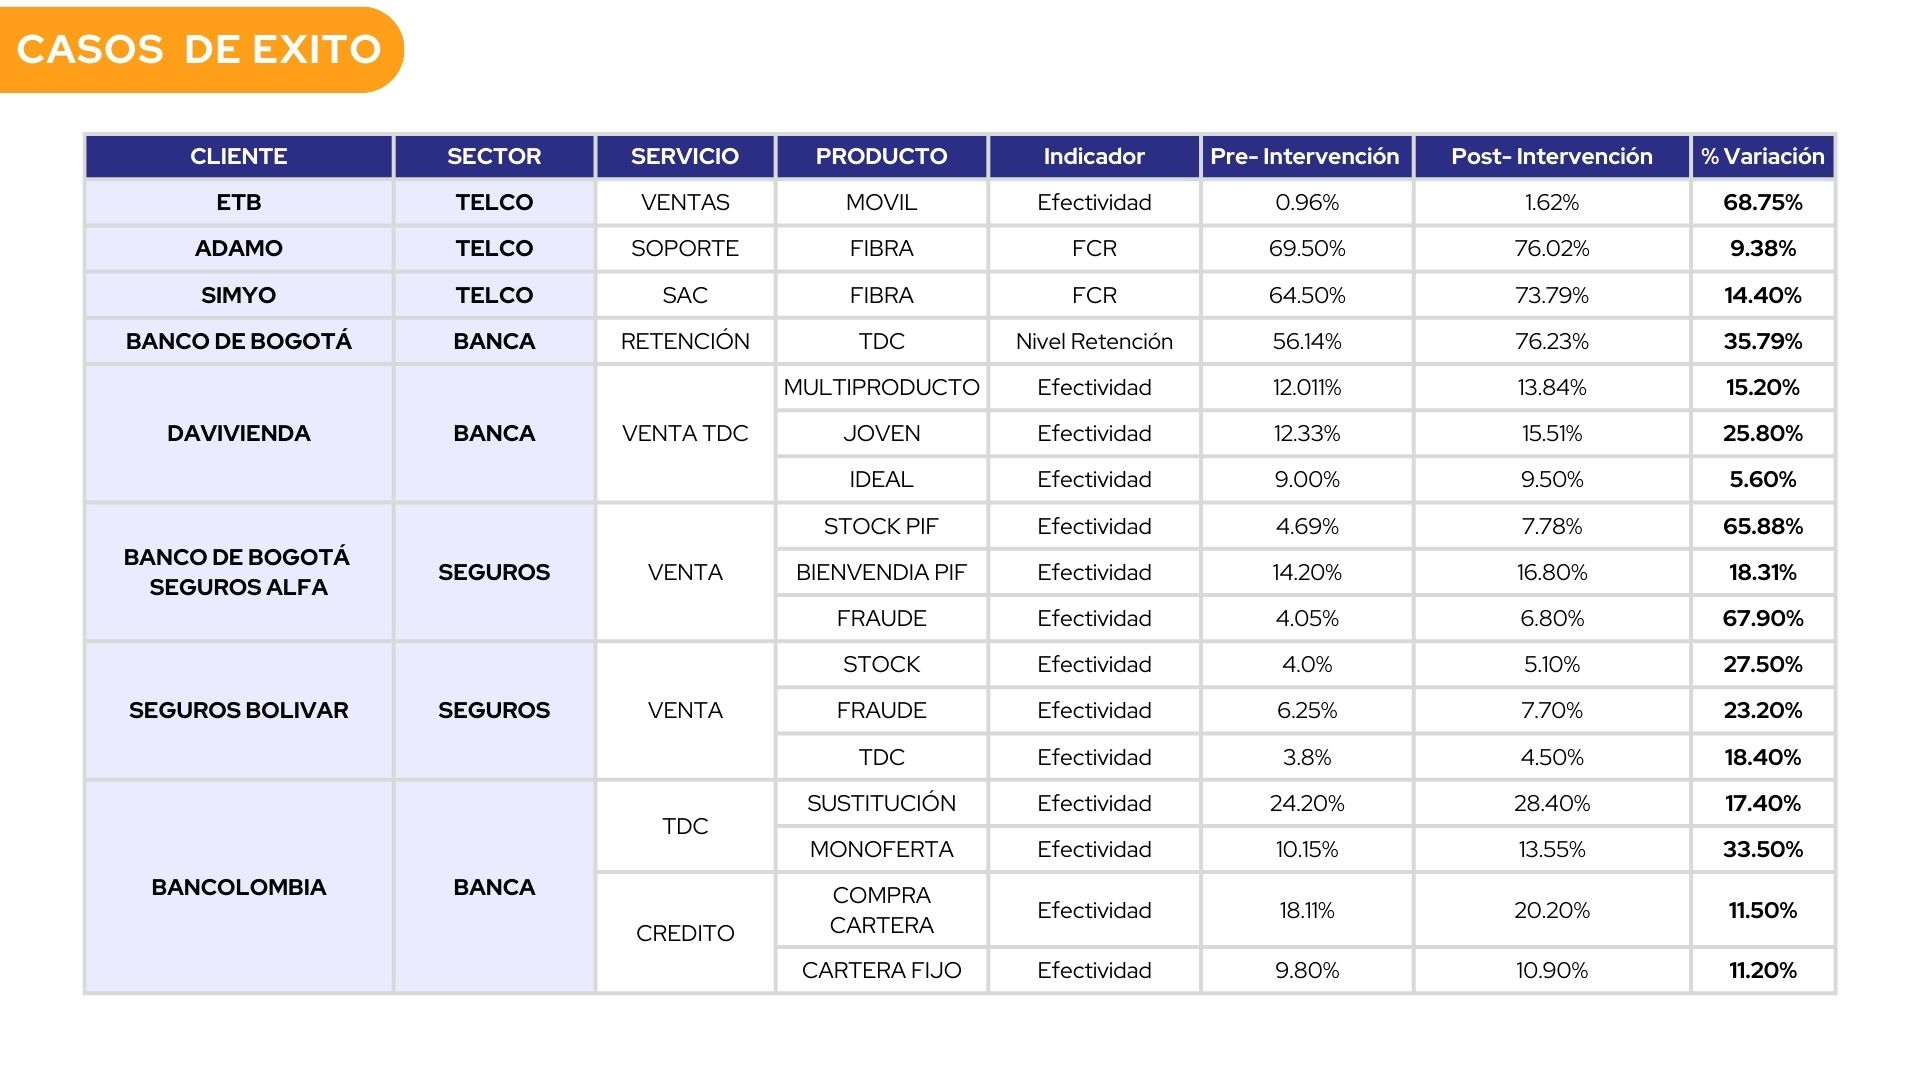 CASOS DE EXITO
CLIENTE SECTOR SERVICIO PRODUCTO Indicador Pre- Intervención Post- Intervención % Variación
ETB TELCO VENTAS MOVIL Efectividad 0.96% 1.62% 68.75%
ADAMO TELCO SOPORTE FIBRA FCR 69.50% 76.02% 9.38%
SIMYO TELCO SAC FIBRA FCR 64.50% 73.79% 14.40%
BANCO DE BOGOTÁ BANCA RETENCIÓN TDC Nivel Retención 56.14% 76.23% 35.79%
MULTIPRODUCTO Efectividad 12.011% 13.84% 15.20%
DAVIVIENDA BANCA VENTA TDC JOVEN Efectividad 12.33% 15.51% 25.80%
IDEAL Efectividad 9.00% 9.50% 5.60%
STOCK PIF Efectividad 4.69% 7.78% 65.88%
BANCO DE BOGOTÁ
SEGUROS ALFA SEGUROS VENTA BIENVENDIA PIF Efectividad 14.20% 16.80% 18.31%
FRAUDE Efectividad 4.05% 6.80% 67.90%
STOCK Efectividad 4.0% 5.10% 27.50%
SEGUROS BOLIVAR SEGUROS VENTA FRAUDE Efectividad 6.25% 7.70% 23.20%
TDC Efectividad 3.8% 4.50% 18.40%
SUSTITUCIÓN Efectividad 24.20% 28.40% 17.40%
TDC
MONOFERTA Efectividad 10.15% 13.55% 33.50%
BANCOLOMBIA BANCA
COMPRA
CARTERA Efectividad 18.11% 20.20% 11.50%
CREDITO
CARTERA FIJO Efectividad 9.80% 10.90% 11.20%